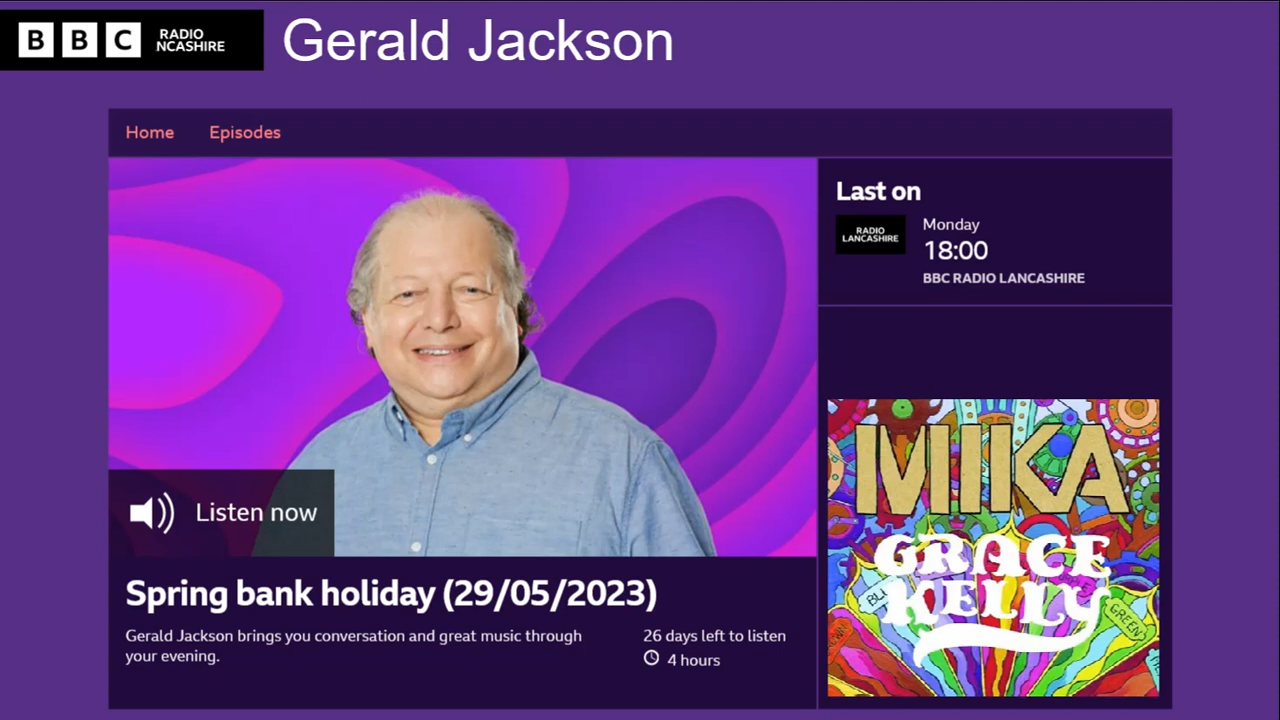 BBC RADIO
NCASHIRE
Gerald Jackson
Home Episodes
Listen now
Spring bank holiday (29/05/2023)
Gerald Jackson brings you conversation and great music through
your evening.
26 days left to listen
4 hours
Last on
RADIO
LANCASHIRE
Monday
18:00
BBC RADIO LANCASHIRE
MIKA
GRACE
KELLY
GREEN